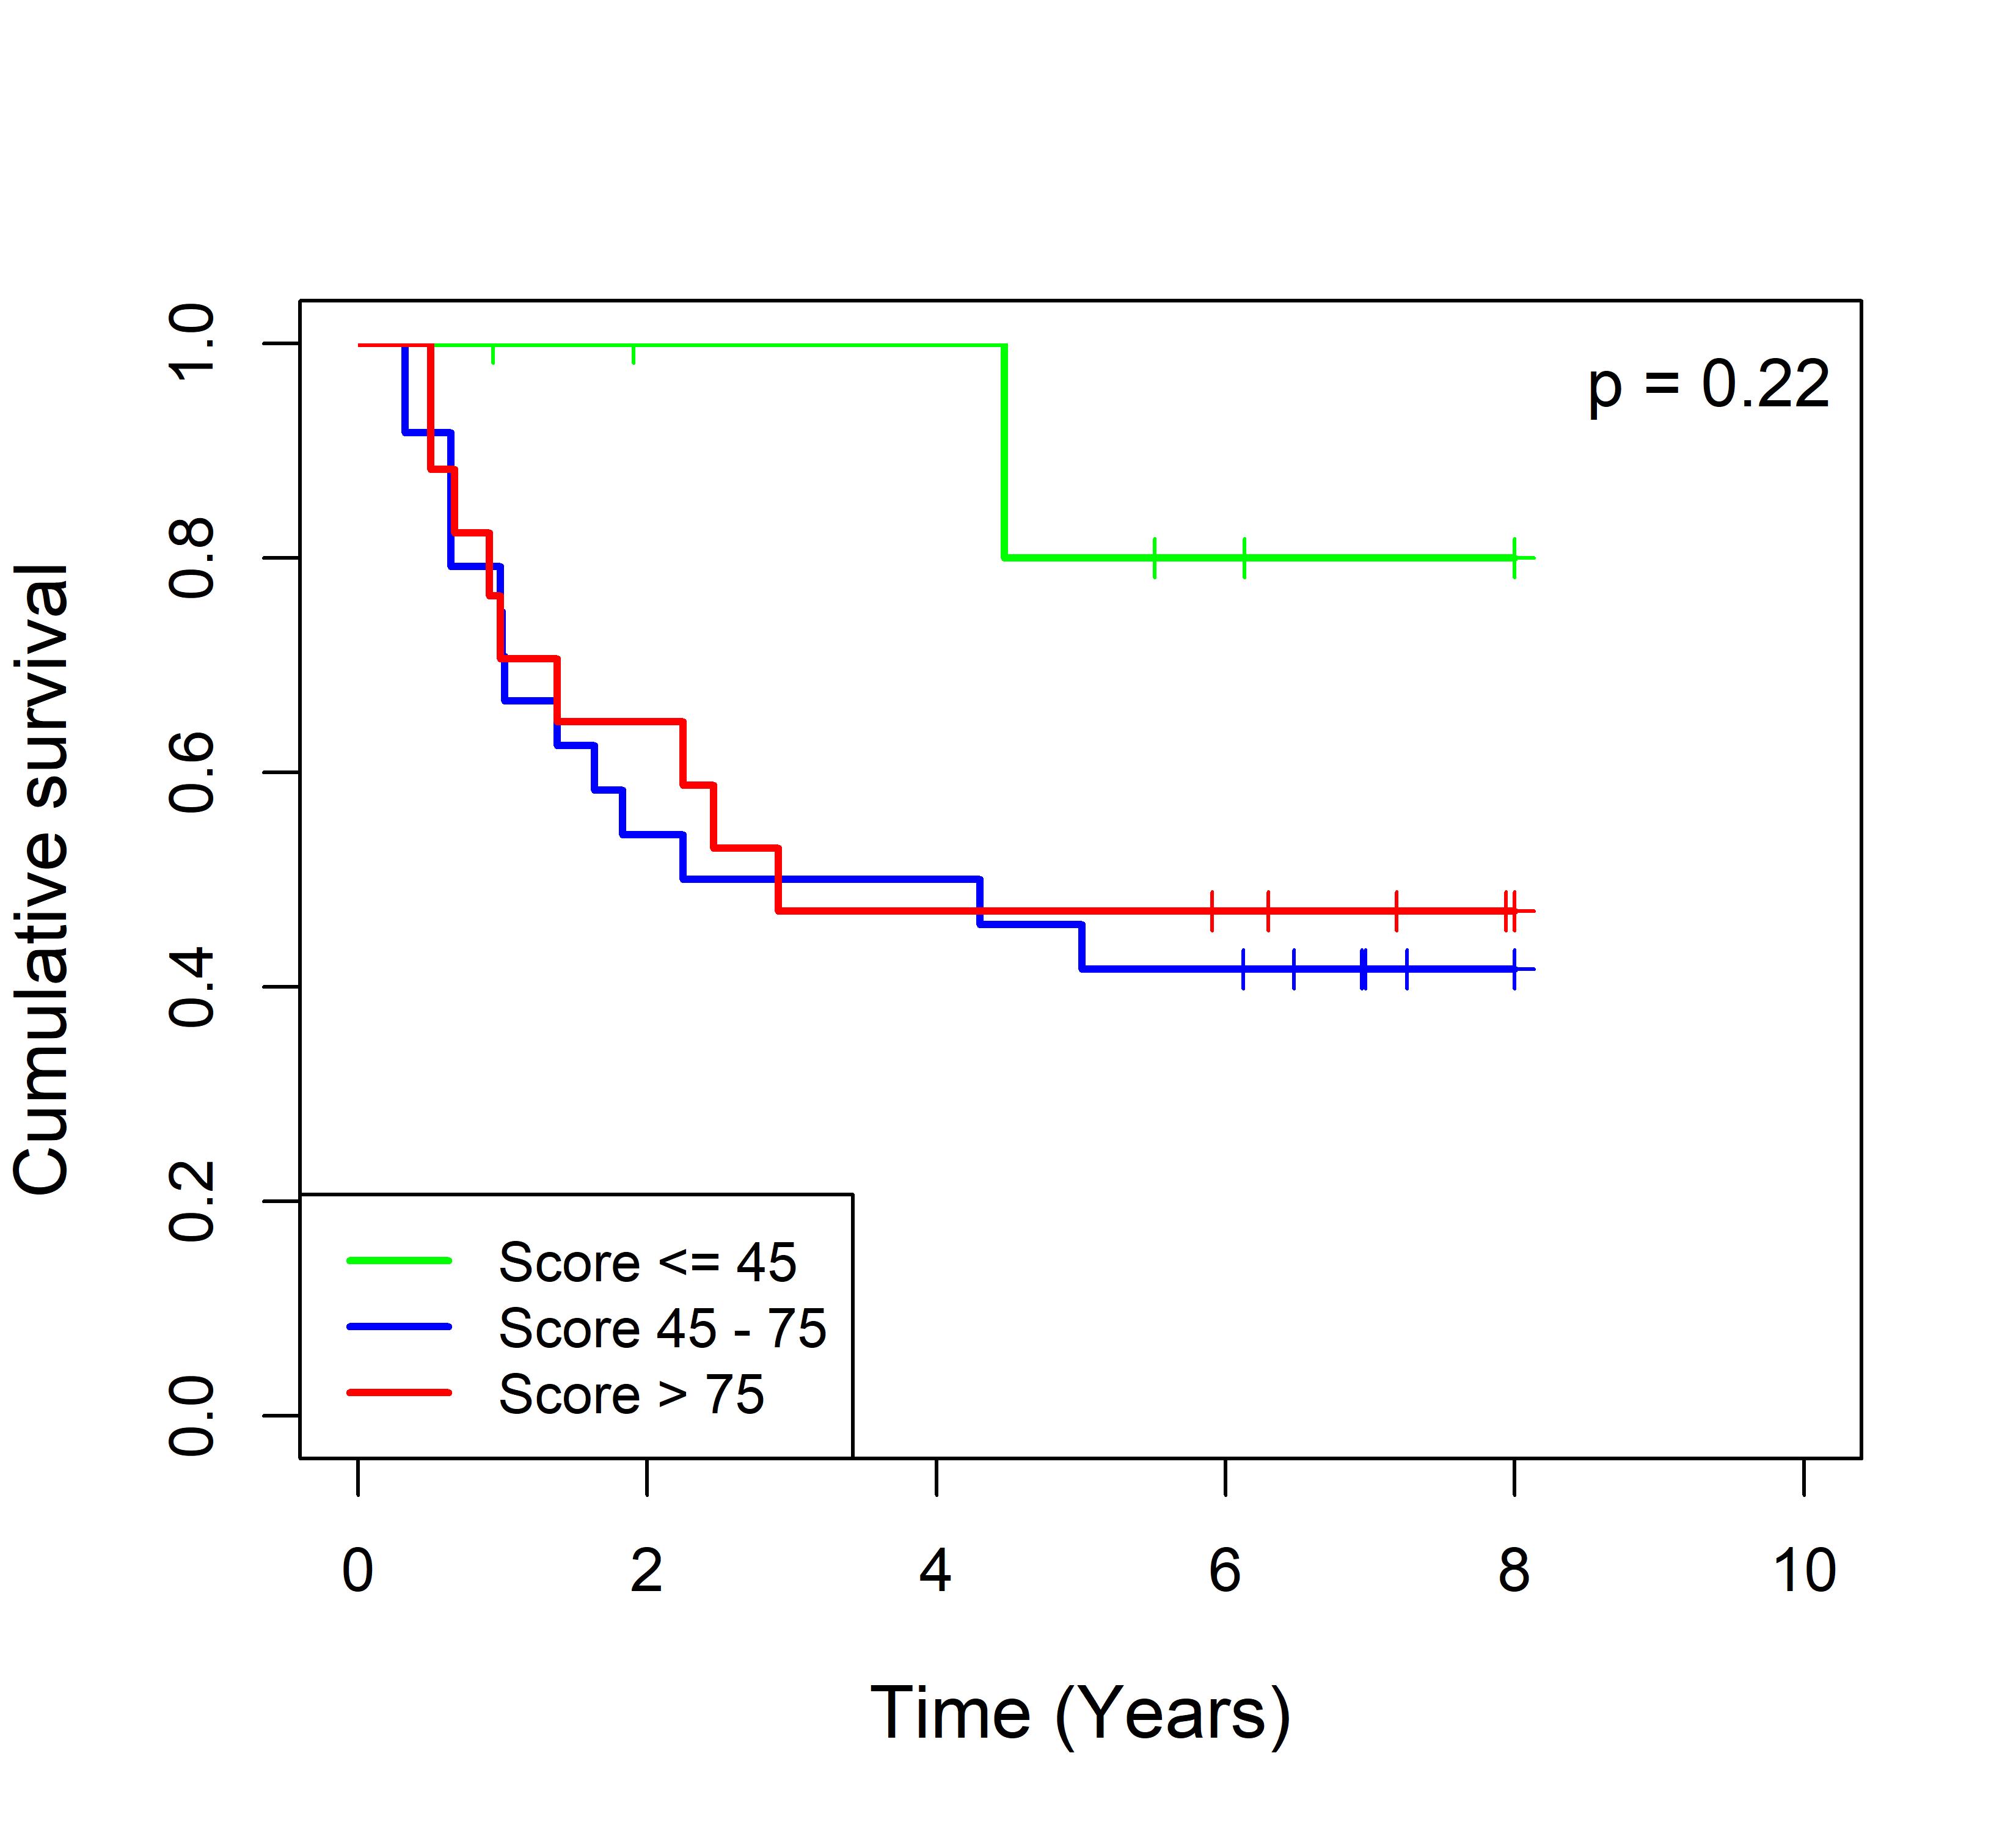 p = 0.22
Cumulative survival
1.0
0.8
0.6
0.4
0.2
0.0
Score <= 45
Score 45 - 75
Score > 75
0 2 4 6 8 10
Time (Years)